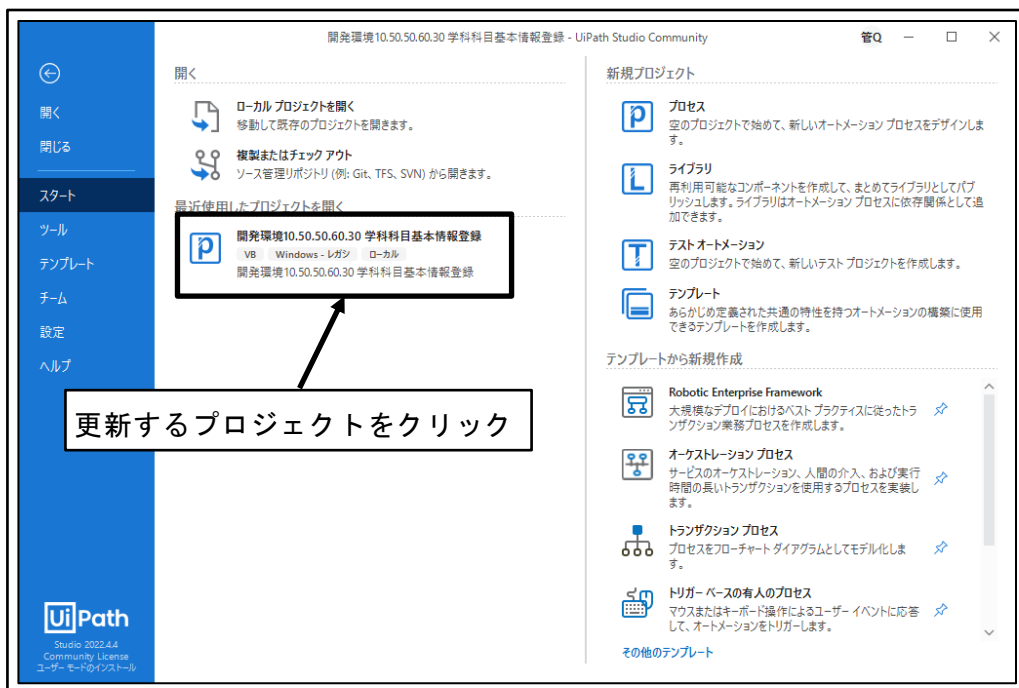 開発環境10.50.50.60.30 学科科目基本情報登録 - UiPath Studio Community
管Q
開く
閉じる
スタート
ツール
テンプレート
チーム
設定
ヘルプ
UiPath
Studio 2022.4.4
Community License
ユーザー モードのインストール
開く
ローカル プロジェクトを開く
移動して既存のプロジェクトを開きます。
複製またはチェック アウト
ソース管理リポジトリ (例: Git、TFS、SVN) から開きます。
最近使用したプロジェクトを開く
開発環境10.50.50.60.30 学科科目基本情報登録
VB Windows - レガシ ローカル
開発環境10.50.50.60.30 学科科目基本情報登録
更新するプロジェクトをクリック
新規プロジェクト
プロセス
空のプロジェクトで始めて、新しいオートメーション プロセスをデザインしま
す。
ライブラリ
再利用可能なコンポーネントを作成して、まとめてライブラリとしてパブ
リッシュします。ライブラリはオートメーション プロセスに依存関係として追
加できます。
テスト オートメーション
空のプロジェクトで始めて、新しいテスト プロジェクトを作成します。
テンプレート
あらかじめ定義された共通の特性を持つオートメーションの構築に使用
できるテンプレートを作成します。
テンプレートから新規作成
Robotic Enterprise Framework
大規模なデプロイにおけるベスト プラクティスに従ったトラ
ンザクション業務プロセスを作成します。
オーケストレーション プロセス
サービスのオーケストレーション、人間の介入、および実行
時間の長いトランザクションを使用するプロセスを実装し
ます。
トランザクション プロセス
プロセスをフローチャート ダイアグラムとしてモデル化しま
す。
トリガー ベースの有人のプロセス
マウスまたはキーボード操作によるユーザー イベントに応答
して、オートメーションをトリガーします。
その他のテンプレート